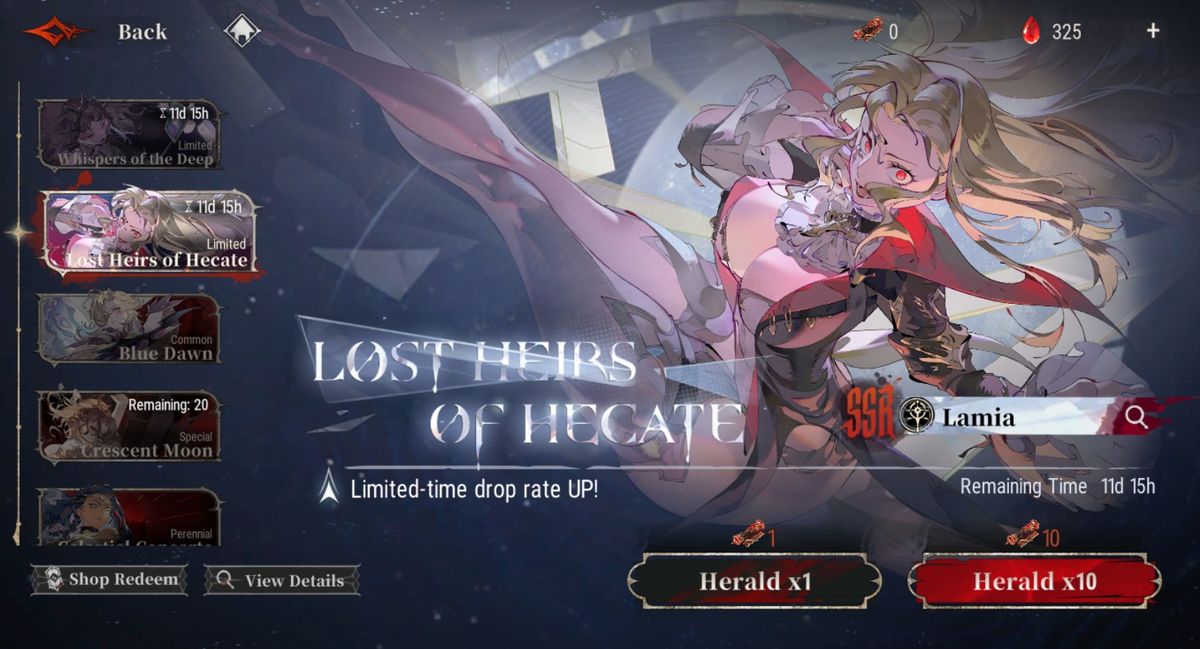 Back
0
325
+
11d 15h
Limited
Whispers of the Deep
11d 15h
Limited
Lost Heirs of Hecate
Common
Blue Dawn
Remaining: 20
Special
Crescent Moon
Perennial
LOST HEIRS
OF HECATE
SSR
Lamia
Limited-time drop rate UP!
Remaining Time 11d 15h
1
10
Shop Redeem
View Details
Herald x1
Herald x10